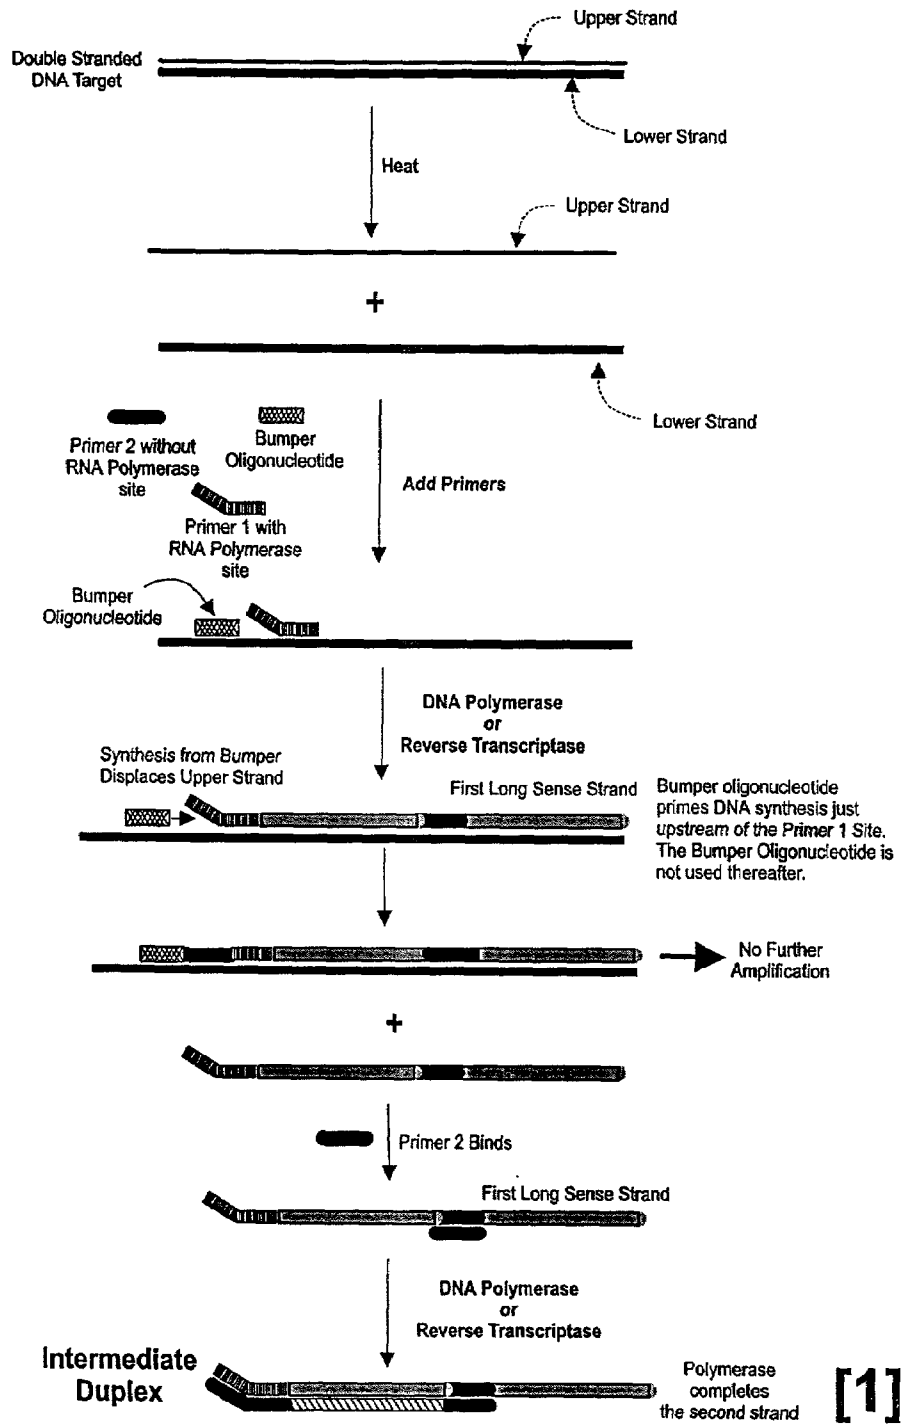 Upper Strand
Double Stranded
DNA Target
Lower Strand
Heat
Upper Strand
+
Lower Strand
Primer 2 without
RNA Polymerase
site
Bumper
Oligonucleotide
Add Primers
Primer 1 with
RNA Polymerase
site
Bumper
Oligonucleotide
DNA Polymerase
or
Reverse Transcriptase
Synthesis from Bumper
Displaces Upper Strand
First Long Sense Strand
Bumper oligonucleotide
primes DNA synthesis just
upstream of the Primer 1 Site.
The Bumper Oligonucleotide is
not used thereafter.
No Further
Amplification
+
Primer 2 Binds
First Long Sense Strand
DNA Polymerase
or
Reverse Transcriptase
Intermediate
Duplex
Polymerase
completes
the second strand
[1]